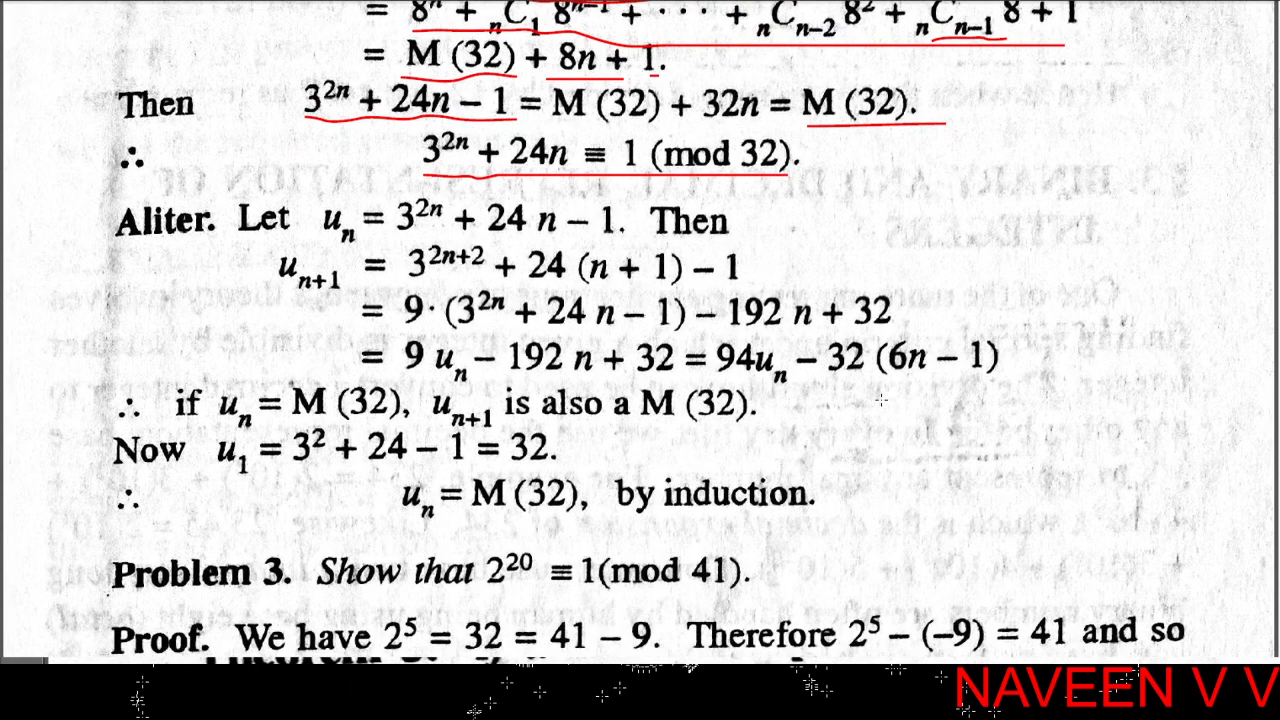 = 8ⁿ + ₙC₁ 8ⁿ⁻¹ + · · · + ₙCₙ₋₂ 8² + ₙCₙ₋₁ 8 + 1
= M (32) + 8n + 1.
Then 3²ⁿ + 24n – 1 = M (32) + 32n = M (32).
∴ 3²ⁿ + 24n ≡ 1 (mod 32).
Aliter. Let uₙ = 3²ⁿ + 24 n – 1. Then
uₙ₊₁ = 3²ⁿ⁺² + 24 (n + 1) – 1
= 9· (3²ⁿ + 24 n – 1) – 192 n + 32
= 9 uₙ – 192 n + 32 = 94uₙ – 32 (6n – 1)
∴ if uₙ = M (32), uₙ₊₁ is also a M (32).
Now u₁ = 3² + 24 – 1 = 32.
∴ uₙ = M (32), by induction.
Problem 3. Show that 2²⁰ ≡ 1(mod 41).
Proof. We have 2⁵ = 32 = 41 – 9. Therefore 2⁵ – (–9) = 41 and so
NAVEEN V V